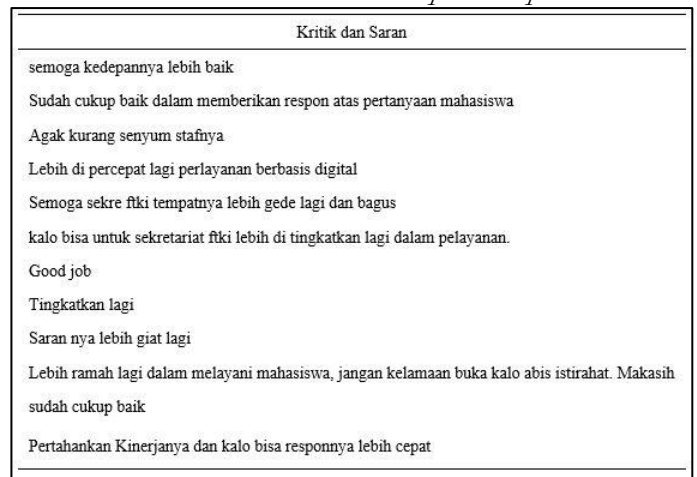 Kritik dan Saran
semoga kedepannya lebih baik
Sudah cukup baik dalam memberikan respon atas pertanyaan mahasiswa
Agak kurang senyum stafnya
Lebih di percepat lagi perlayanan berbasis digital
Semoga sekre ftki tempatnya lebih gede lagi dan bagus
kalo bisa untuk sekretariat ftki lebih di tingkatkan lagi dalam pelayanan.
Good job
Tingkatkan lagi
Saran nya lebih giat lagi
Lebih ramah lagi dalam melayani mahasiswa, jangan kelamaan buka kalo abis istirahat. Makasih
sudah cukup baik
Pertahankan Kinerjanya dan kalo bisa responnya lebih cepat